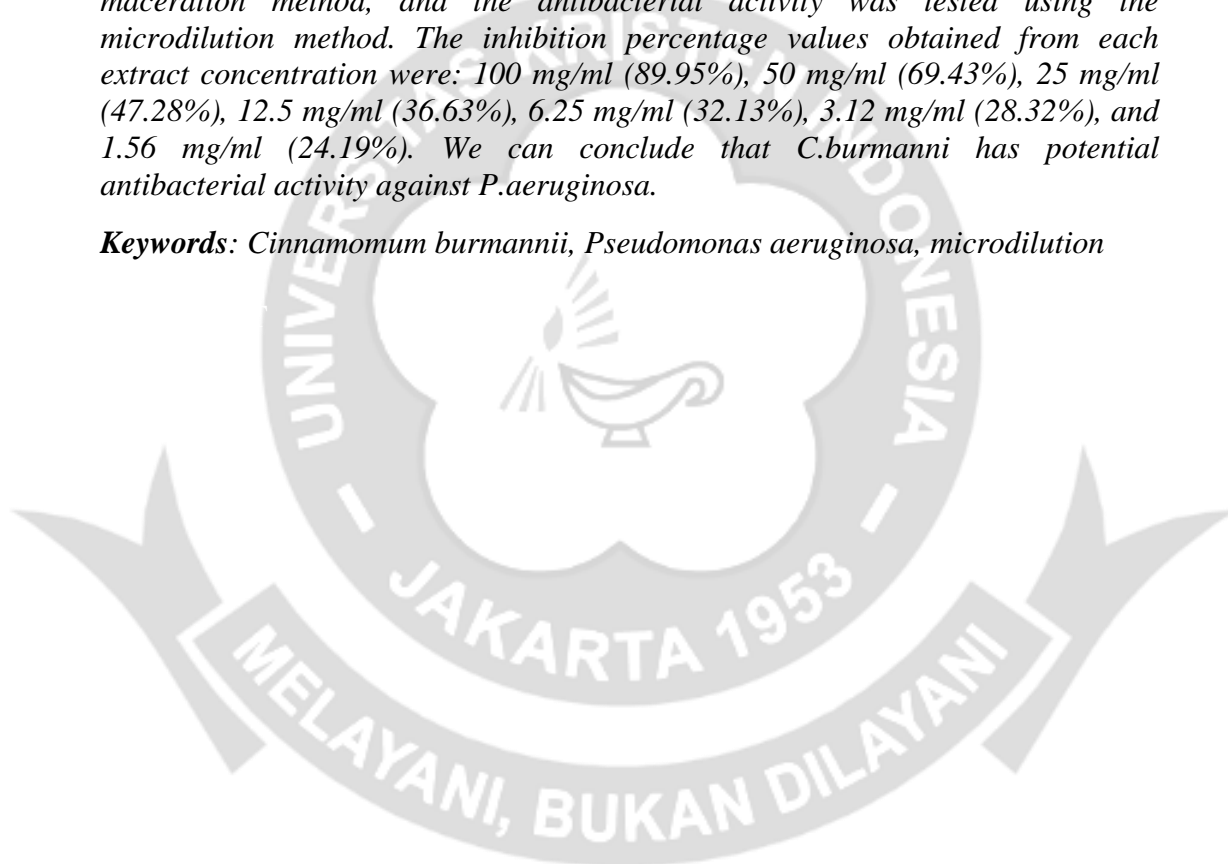 maceration method, and the antibacterial activity was tested using the
microdilution method. The inhibition percentage values obtained from each
extract concentration were: 100 mg/ml (89.95%), 50 mg/ml (69.43%), 25 mg/ml
(47.28%), 12.5 mg/ml (36.63%), 6.25 mg/ml (32.13%), 3.12 mg/ml (28.32%), and
1.56 mg/ml (24.19%). We can conclude that C.burmanni has potential
antibacterial activity against P.aeruginosa.
Keywords: Cinnamomum burmannii, Pseudomonas aeruginosa, microdilution
UNIVERSITAS KRISTEN INDONESIA
JAKARTA 1953
MELAYANI, BUKAN DILAYANI